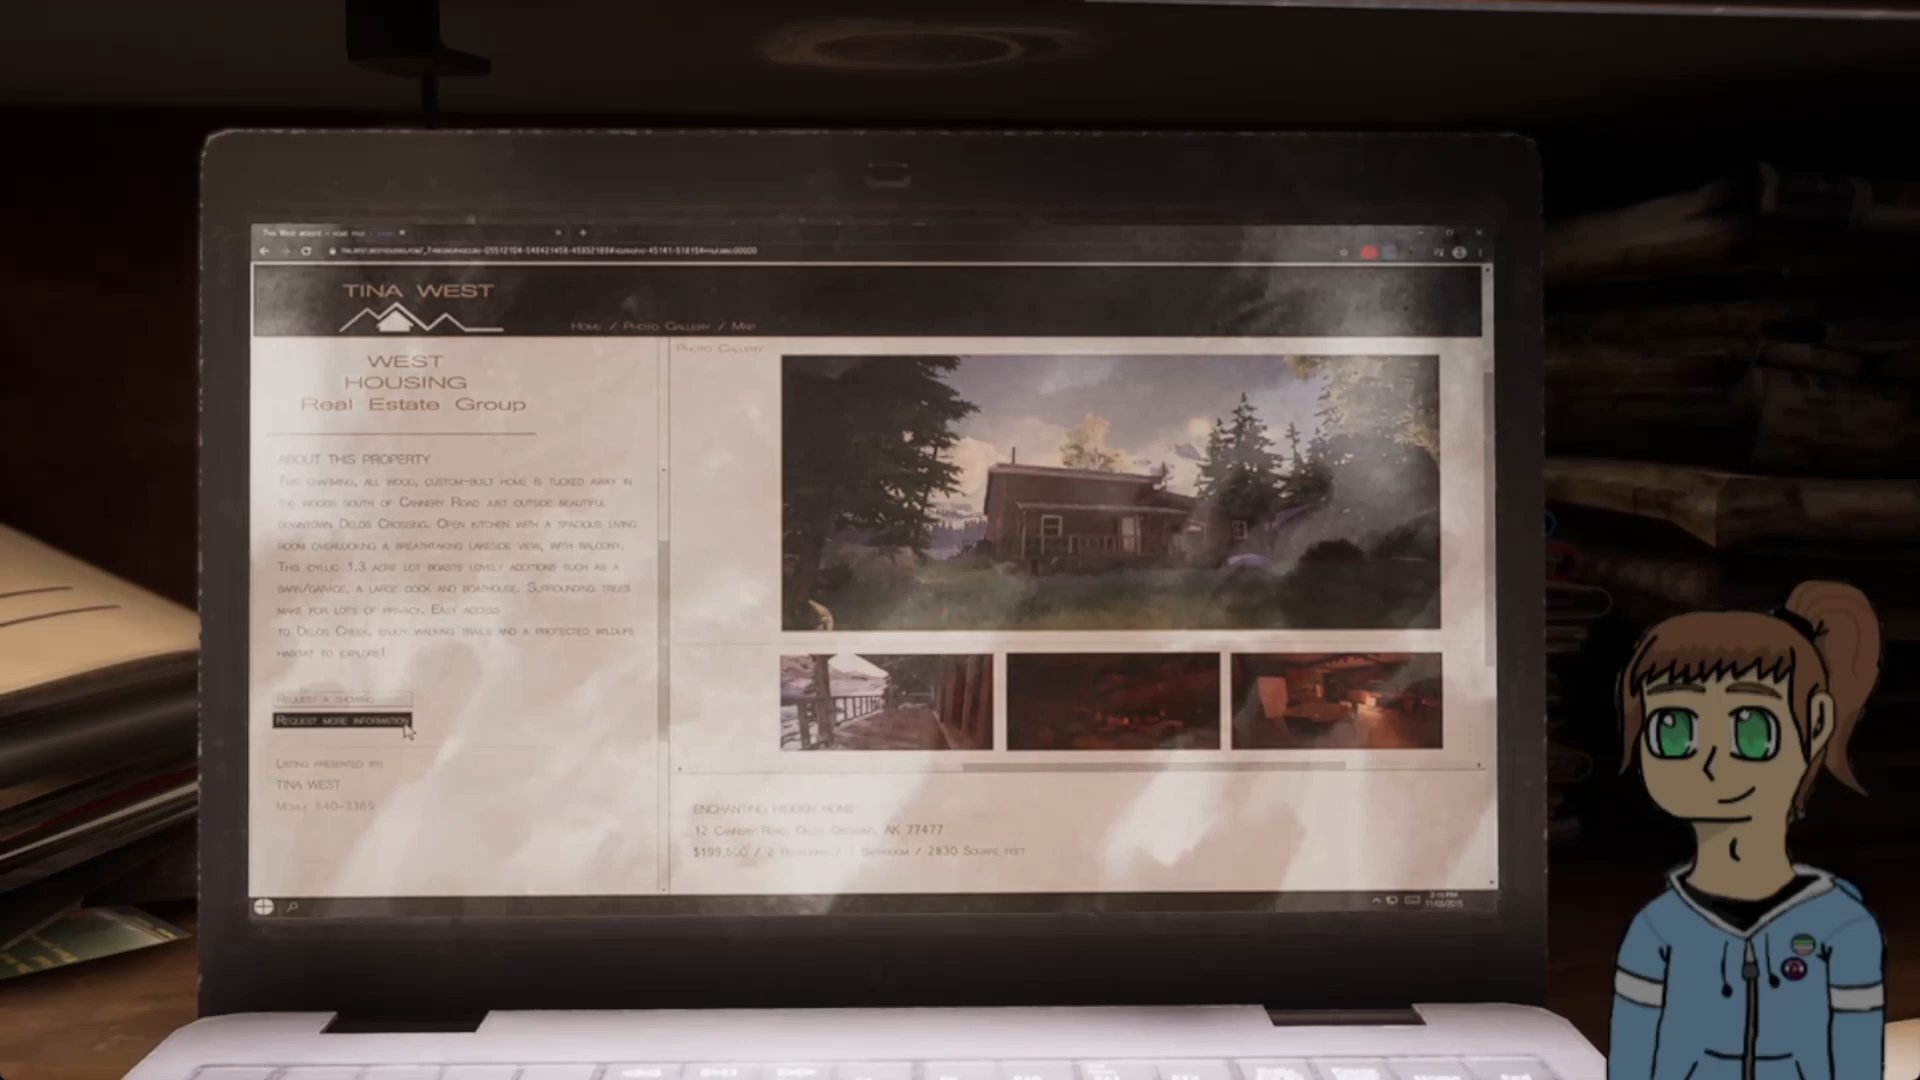 TINA WEST
HOME / PHOTO GALLERY / MAP
WEST
HOUSING
Real Estate Group
PHOTO GALLERY
ABOUT THIS PROPERTY
THIS CHARMING, ALL WOOD, CUSTOM-BUILT HOME IS TUCKED AWAY IN
THE WOODS SOUTH OF CANNERY ROAD JUST OUTSIDE BEAUTIFUL
DOWNTOWN DELOS CROSSING. OPEN KITCHEN WITH A SPACIOUS LIVING
ROOM OVERLOOKING A BREATHTAKING LAKESIDE VIEW, WITH BALCONY.
THIS IDYLLIC 1.3 ACRE LOT BOASTS LOVELY ADDITIONS SUCH AS A
BARN/GARAGE, A LARGE DOCK AND BOATHOUSE. SURROUNDING TREES
MAKE FOR LOTS OF PRIVACY. EASY ACCESS
TO DELOS CREEK, ENJOY WALKING TRAILS AND A PROTECTED WILDLIFE
HABITAT TO EXPLORE!
REQUEST A SHOWING
REQUEST MORE INFORMATION
LISTING PRESENTED BY:
TINA WEST
MOBILE 540-3369
ENCHANTING HIDDEN HOME
12 CANNERY ROAD, DELOS CROSSING, AK 77477
$199,500 / 2 BEDROOMS / 1 BATHROOM / 2830 SQUARE FEET